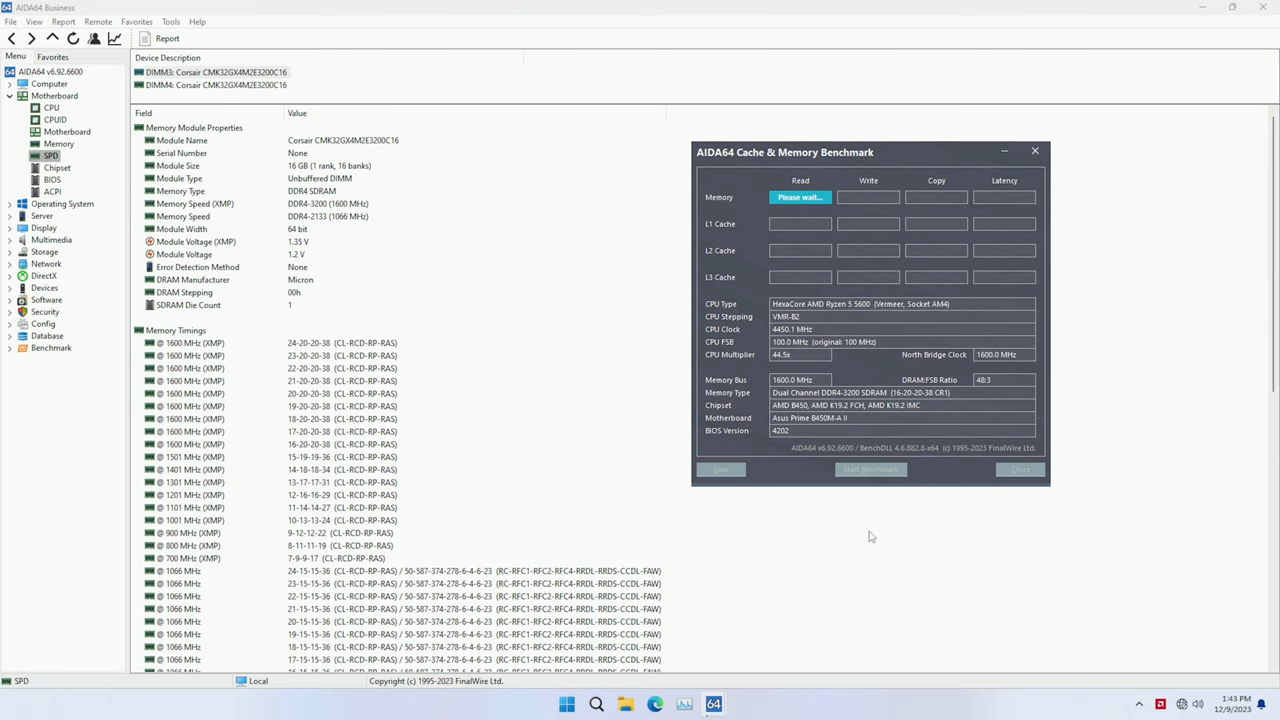 AIDA64 Business
File View Report Remote Favorites Tools Help
Report
Menu Favorites
AIDA64 v6.92.6600
Computer
Motherboard
CPU
CPUID
Motherboard
Memory
SPD
Chipset
BIOS
ACPI
Operating System
Server
Display
Multimedia
Storage
Network
DirectX
Devices
Software
Security
Config
Database
Benchmark
Device Description
DIMM3: Corsair CMK32GX4M2E3200C16
DIMM4: Corsair CMK32GX4M2E3200C16
Field Value
Memory Module Properties
Module Name Corsair CMK32GX4M2E3200C16
Serial Number None
Module Size 16 GB (1 rank, 16 banks)
Module Type Unbuffered DIMM
Memory Type DDR4 SDRAM
Memory Speed (XMP) DDR4-3200 (1600 MHz)
Memory Speed DDR4-2133 (1066 MHz)
Module Width 64 bit
Module Voltage (XMP) 1.35 V
Module Voltage 1.2 V
Error Detection Method None
DRAM Manufacturer Micron
DRAM Stepping 00h
SDRAM Die Count 1
Memory Timings
@ 1600 MHz (XMP) 24-20-20-38 (CL-RCD-RP-RAS)
@ 1600 MHz (XMP) 23-20-20-38 (CL-RCD-RP-RAS)
@ 1600 MHz (XMP) 22-20-20-38 (CL-RCD-RP-RAS)
@ 1600 MHz (XMP) 21-20-20-38 (CL-RCD-RP-RAS)
@ 1600 MHz (XMP) 20-20-20-38 (CL-RCD-RP-RAS)
@ 1600 MHz (XMP) 19-20-20-38 (CL-RCD-RP-RAS)
@ 1600 MHz (XMP) 18-20-20-38 (CL-RCD-RP-RAS)
@ 1600 MHz (XMP) 17-20-20-38 (CL-RCD-RP-RAS)
@ 1600 MHz (XMP) 16-20-20-38 (CL-RCD-RP-RAS)
@ 1501 MHz (XMP) 15-19-19-36 (CL-RCD-RP-RAS)
@ 1401 MHz (XMP) 14-18-18-34 (CL-RCD-RP-RAS)
@ 1301 MHz (XMP) 13-17-17-31 (CL-RCD-RP-RAS)
@ 1201 MHz (XMP) 12-16-16-29 (CL-RCD-RP-RAS)
@ 1101 MHz (XMP) 11-14-14-27 (CL-RCD-RP-RAS)
@ 1001 MHz (XMP) 10-13-13-24 (CL-RCD-RP-RAS)
@ 900 MHz (XMP) 9-12-12-22 (CL-RCD-RP-RAS)
@ 800 MHz (XMP) 8-11-11-19 (CL-RCD-RP-RAS)
@ 700 MHz (XMP) 7-9-9-17 (CL-RCD-RP-RAS)
@ 1066 MHz 24-15-15-36 (CL-RCD-RP-RAS) / 50-587-374-278-6-4-6-23 (RC-RFC1-RFC2-RFC4-RRDL-RRDS-CCDL-FAW)
@ 1066 MHz 23-15-15-36 (CL-RCD-RP-RAS) / 50-587-374-278-6-4-6-23 (RC-RFC1-RFC2-RFC4-RRDL-RRDS-CCDL-FAW)
@ 1066 MHz 22-15-15-36 (CL-RCD-RP-RAS) / 50-587-374-278-6-4-6-23 (RC-RFC1-RFC2-RFC4-RRDL-RRDS-CCDL-FAW)
@ 1066 MHz 21-15-15-36 (CL-RCD-RP-RAS) / 50-587-374-278-6-4-6-23 (RC-RFC1-RFC2-RFC4-RRDL-RRDS-CCDL-FAW)
@ 1066 MHz 20-15-15-36 (CL-RCD-RP-RAS) / 50-587-374-278-6-4-6-23 (RC-RFC1-RFC2-RFC4-RRDL-RRDS-CCDL-FAW)
@ 1066 MHz 19-15-15-36 (CL-RCD-RP-RAS) / 50-587-374-278-6-4-6-23 (RC-RFC1-RFC2-RFC4-RRDL-RRDS-CCDL-FAW)
@ 1066 MHz 18-15-15-36 (CL-RCD-RP-RAS) / 50-587-374-278-6-4-6-23 (RC-RFC1-RFC2-RFC4-RRDL-RRDS-CCDL-FAW)
@ 1066 MHz 17-15-15-36 (CL-RCD-RP-RAS) / 50-587-374-278-6-4-6-23 (RC-RFC1-RFC2-RFC4-RRDL-RRDS-CCDL-FAW)
AIDA64 Cache & Memory Benchmark
Read Write Copy Latency
Memory Please wait...
L1 Cache
L2 Cache
L3 Cache
CPU Type HexaCore AMD Ryzen 5 5600 (Vermeer, Socket AM4)
CPU Stepping VMR-B2
CPU Clock 4450.1 MHz
CPU FSB 100.0 MHz (original: 100 MHz)
CPU Multiplier 44.5x North Bridge Clock 1600.0 MHz
Memory Bus 1600.0 MHz DRAM:FSB Ratio 48:3
Memory Type Dual Channel DDR4-3200 SDRAM (16-20-20-38 CR1)
Chipset AMD B450, AMD K19.2 FCH, AMD K19.2 IMC
Motherboard Asus Prime B450M-A II
BIOS Version 4202
AIDA64 v6.92.6600 / BenchDLL 4.6.882.8-x64 (c) 1995-2023 FinalWire Ltd.
Save Start Benchmark Close
SPD Local Copyright (c) 1995-2023 FinalWire Ltd.
64
1:43 PM
12/9/2023